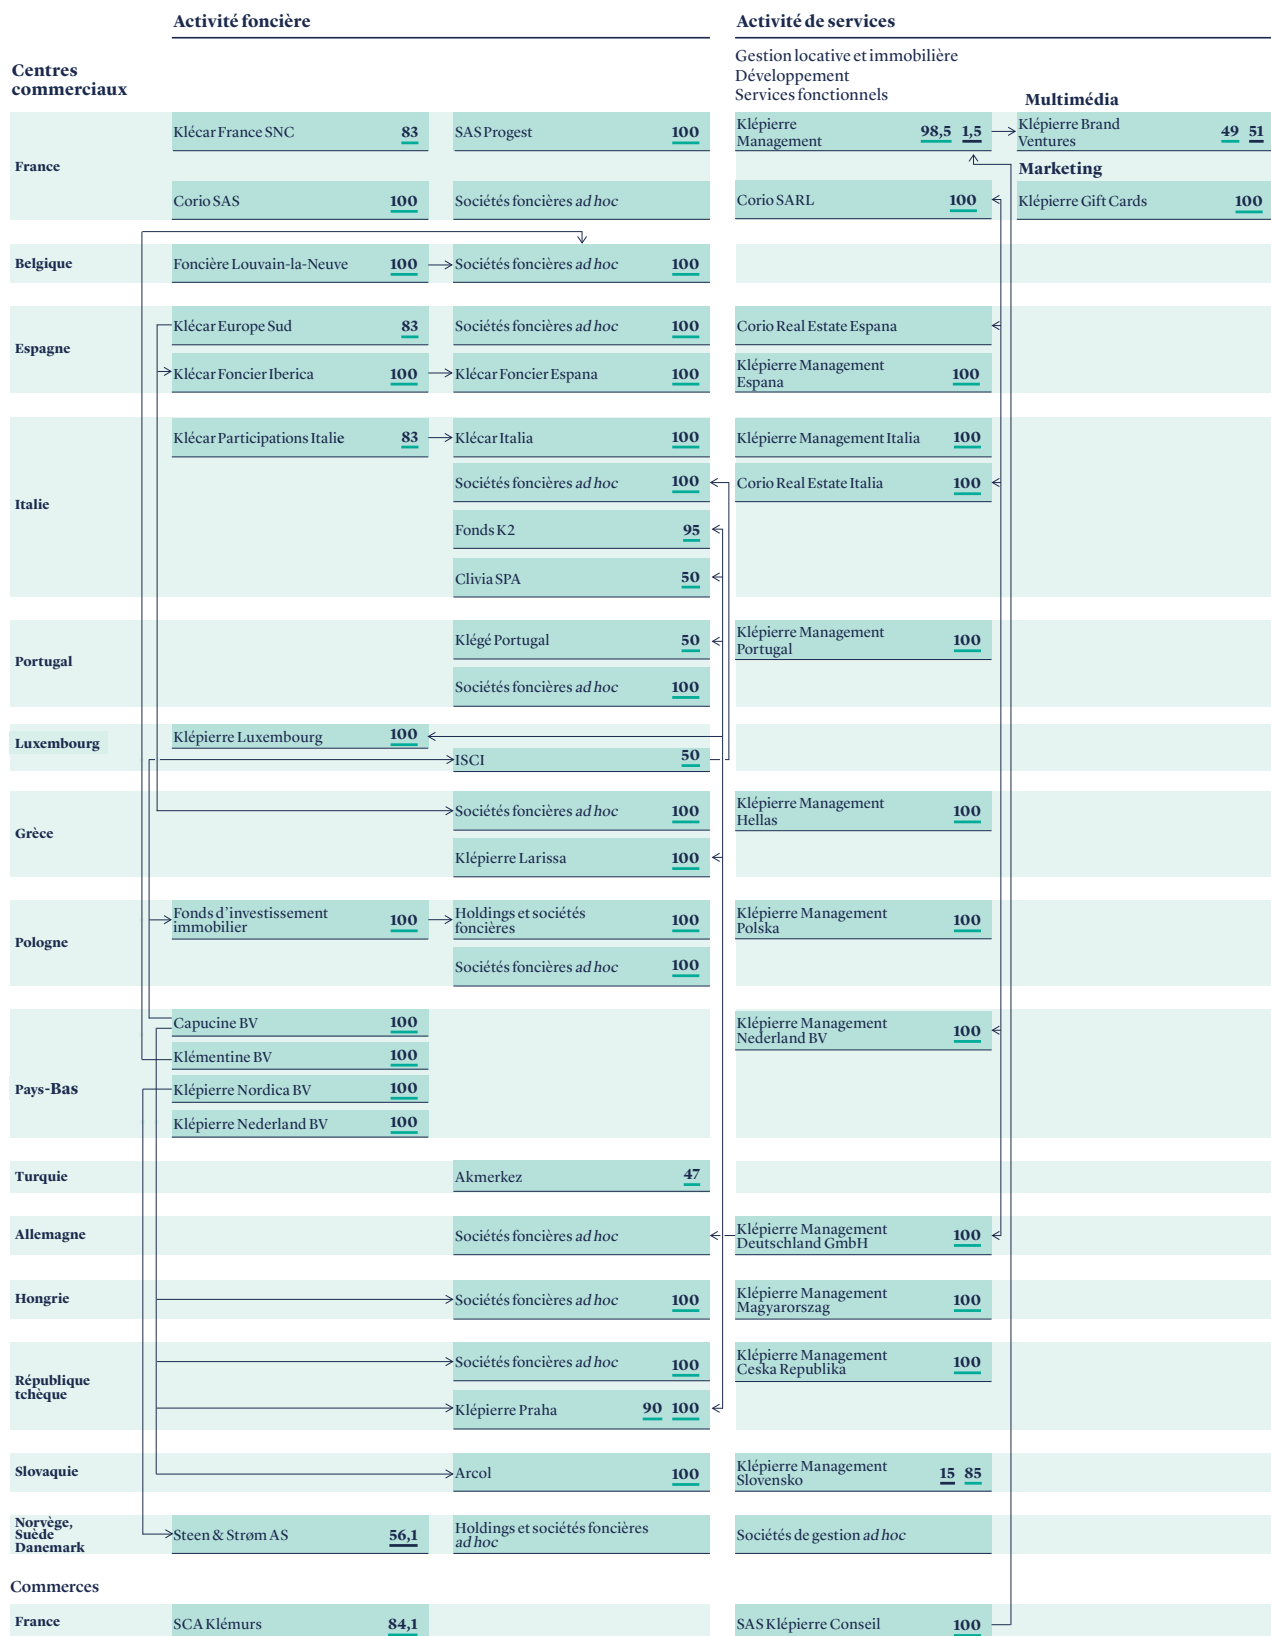 Activité foncière
Activité de services
Gestion locative et immobilière
Développement
Services fonctionnels
Centres
commerciaux
Multimédia
France
Klécar France SNC 83
SAS Progest 100
Klépierre
Management 98,5 1,5
Klépierre Brand
Ventures 49 51
Marketing
Corio SAS 100
Sociétés foncières ad hoc
Corio SARL 100
Klépierre Gift Cards 100
Belgique
Foncière Louvain-la-Neuve 100
Sociétés foncières ad hoc 100
Espagne
Klécar Europe Sud 83
Sociétés foncières ad hoc 100
Corio Real Estate Espana
Klécar Foncier Iberica 100
Klécar Foncier Espana 100
Klépierre Management
Espana 100
Italie
Klécar Participations Italie 83
Klécar Italia 100
Klépierre Management Italia 100
Sociétés foncières ad hoc 100
Corio Real Estate Italia 100
Fonds K2 95
Clivia SPA 50
Portugal
Klégé Portugal 50
Klépierre Management
Portugal 100
Sociétés foncières ad hoc 100
Luxembourg
Klépierre Luxembourg 100
ISCI 50
Grèce
Sociétés foncières ad hoc 100
Klépierre Management
Hellas 100
Klépierre Larissa 100
Pologne
Fonds d'investissement
immobilier 100
Holdings et sociétés
foncières 100
Klépierre Management
Polska 100
Sociétés foncières ad hoc 100
Pays-Bas
Capucine BV 100
Klépierre Management
Nederland BV 100
Klémentine BV 100
Klépierre Nordica BV 100
Klépierre Nederland BV 100
Turquie
Akmerkez 47
Allemagne
Sociétés foncières ad hoc
Klépierre Management
Deutschland GmbH 100
Hongrie
Sociétés foncières ad hoc 100
Klépierre Management
Magyarorszag 100
République
tchèque
Sociétés foncières ad hoc 100
Klépierre Management
Ceska Republika 100
Klépierre Praha 90 100
Slovaquie
Arcol 100
Klépierre Management
Slovensko 15 85
Norvège,
Suède
Danemark
Steen & Strøm AS 56,1
Holdings et sociétés foncières
ad hoc
Sociétés de gestion ad hoc
Commerces
France
SCA Klémurs 84,1
SAS Klépierre Conseil 100